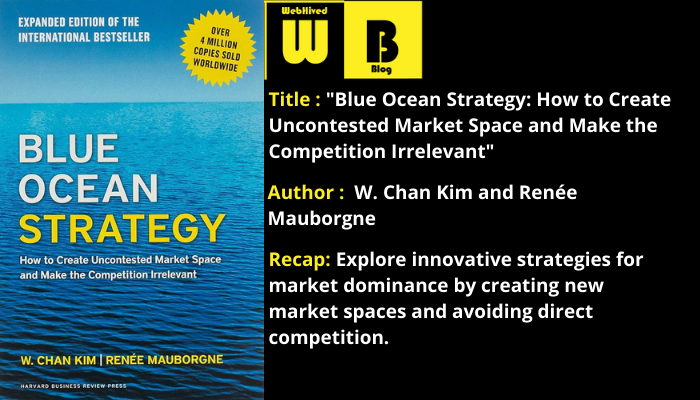 EXPANDED EDITION OF THE
INTERNATIONAL BESTSELLER
OVER
4 MILLION
COPIES SOLD
WORLDWIDE
BLUE
OCEAN
STRATEGY
How to Create Uncontested Market Space
and Make the Competition Irrelevant
W. CHAN KIM | RENÉE MAUBORGNE
HARVARD BUSINESS REVIEW PRESS
WebHived
W
B
Blog
Title : "Blue Ocean Strategy: How to Create
Uncontested Market Space and Make the
Competition Irrelevant"
Author : W. Chan Kim and Renée
Mauborgne
Recap: Explore innovative strategies for
market dominance by creating new
market spaces and avoiding direct
competition.